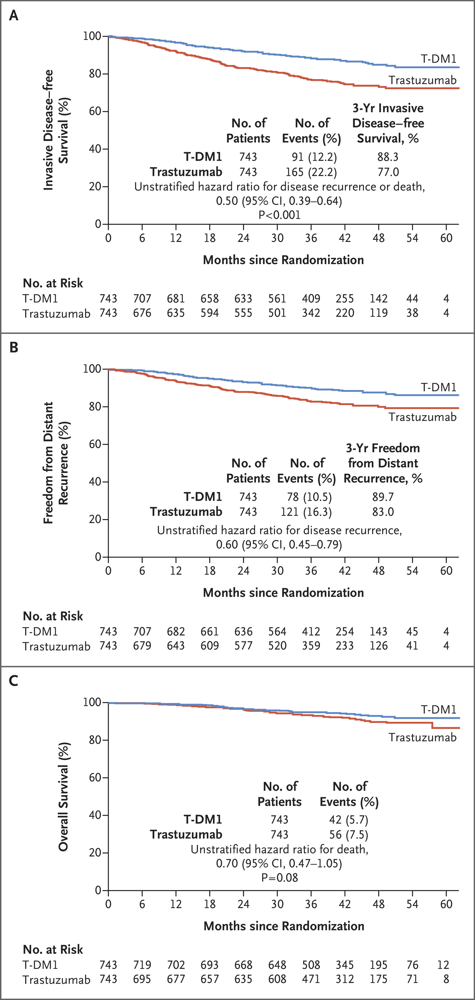 A
100
80
60
40
20
0
Invasive Disease–free
Survival (%)
T-DM1
Trastuzumab
No. of
Patients
No. of
Events (%)
3-Yr Invasive
Disease–free
Survival, %
T-DM1 743 91 (12.2) 88.3
Trastuzumab 743 165 (22.2) 77.0
Unstratified hazard ratio for disease recurrence or death,
0.50 (95% CI, 0.39–0.64)
P<0.001
0 6 12 18 24 30 36 42 48 54 60
Months since Randomization
No. at Risk
T-DM1 743 707 681 658 633 561 409 255 142 44 4
Trastuzumab 743 676 635 594 555 501 342 220 119 38 4
B
100
80
60
40
20
0
Freedom from Distant
Recurrence (%)
T-DM1
Trastuzumab
No. of
Patients
No. of
Events (%)
3-Yr Freedom
from Distant
Recurrence, %
T-DM1 743 78 (10.5) 89.7
Trastuzumab 743 121 (16.3) 83.0
Unstratified hazard ratio for disease recurrence,
0.60 (95% CI, 0.45–0.79)
0 6 12 18 24 30 36 42 48 54 60
Months since Randomization
No. at Risk
T-DM1 743 707 682 661 636 564 412 254 143 45 4
Trastuzumab 743 679 643 609 577 520 359 233 126 41 4
C
100
80
60
40
20
0
Overall Survival (%)
T-DM1
Trastuzumab
No. of
Patients
No. of
Events (%)
T-DM1 743 42 (5.7)
Trastuzumab 743 56 (7.5)
Unstratified hazard ratio for death,
0.70 (95% CI, 0.47–1.05)
P=0.08
0 6 12 18 24 30 36 42 48 54 60
Months since Randomization
No. at Risk
T-DM1 743 719 702 693 668 648 508 345 195 76 12
Trastuzumab 743 695 677 657 635 608 471 312 175 71 8